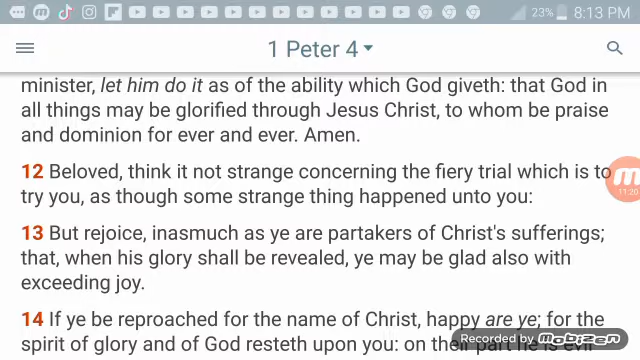 23% 8:13 PM
1 Peter 4
minister, let him do it as of the ability which God giveth: that God in
all things may be glorified through Jesus Christ, to whom be praise
and dominion for ever and ever. Amen.
12 Beloved, think it not strange concerning the fiery trial which is to
try you, as though some strange thing happened unto you:
11:20
13 But rejoice, inasmuch as ye are partakers of Christ's sufferings;
that, when his glory shall be revealed, ye may be glad also with
exceeding joy.
14 If ye be reproached for the name of Christ, happy are ye; for the
spirit of glory and of God resteth upon you: on their part he is evil
Recorded by Mobizen